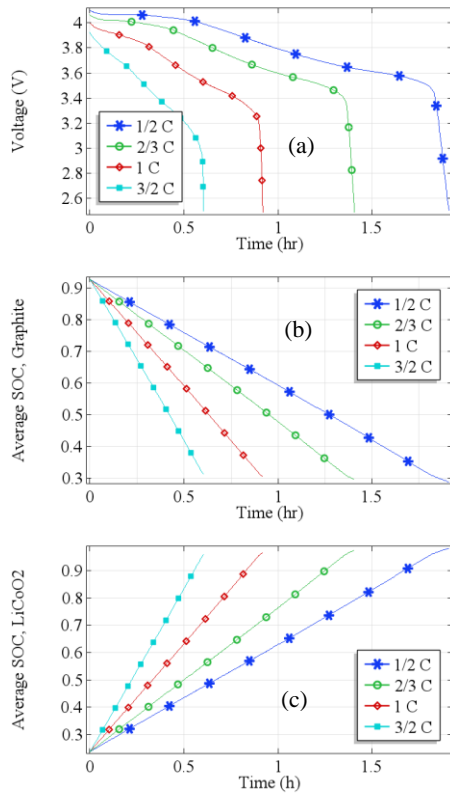 Voltage (V)
4
3.8
3.6
3.4
3.2
3
2.8
2.6
1/2 C
2/3 C
1 C
3/2 C
(a)
0
0.5
1
1.5
Time (hr)
Average SOC, Graphite
0.9
0.8
0.7
0.6
0.5
0.4
0.3
1/2 C
2/3 C
1 C
3/2 C
(b)
0
0.5
1
1.5
Time (hr)
Average SOC, LiCoO2
0.9
0.8
0.7
0.6
0.5
0.4
0.3
1/2 C
2/3 C
1 C
3/2 C
(c)
0
0.5
1
1.5
Time (h)